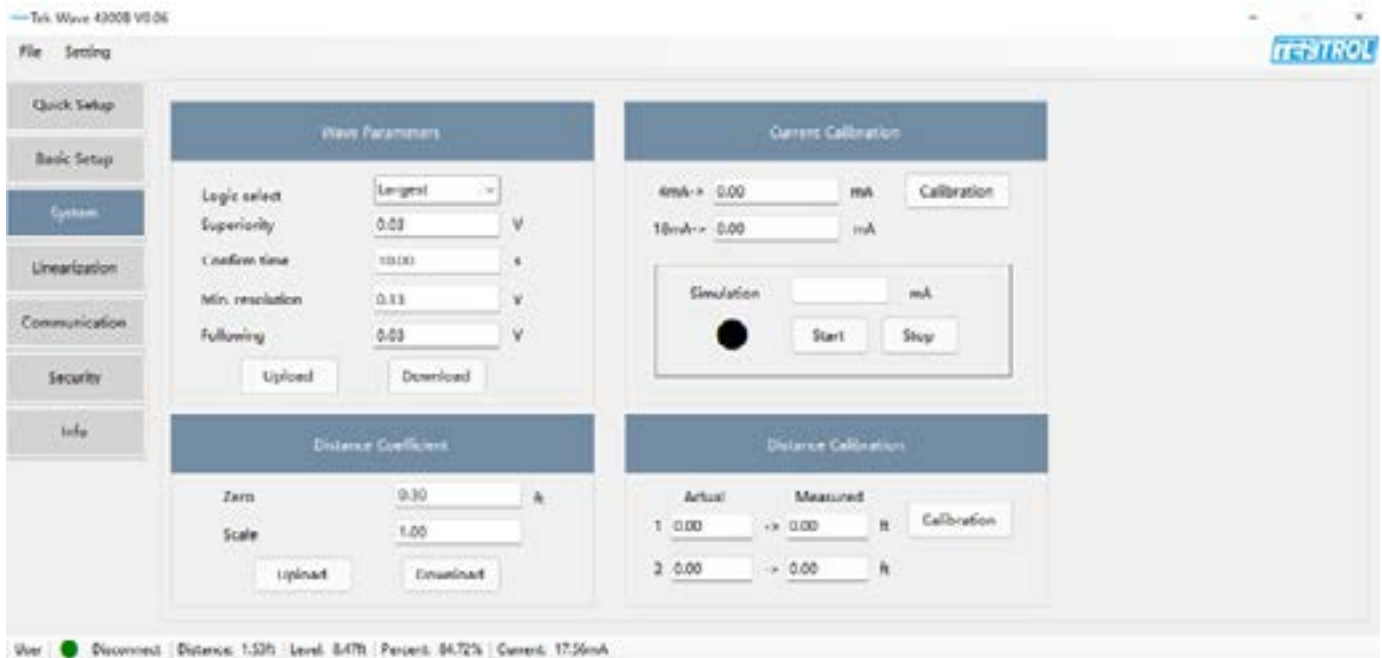 Tek Wave 4300B V0.06
File Setting
Quick Setup
Basic Setup
System
Linearization
Communication
Security
Info
Wave Parameters
Logic select Largest
Superiority 0.03 V
Confirm time 10.00 s
Min. resolution 0.13 V
Following 0.03 V
Upload Download
Current Calibration
4mA-> 0.00 mA Calibration
18mA-> 0.00 mA
Simulation mA
Start Stop
Distance Coefficient
Zero 0.30 ft
Scale 1.00
Upload Download
Distance Calibration
Actual Measured
1 0.00 -> 0.00 ft Calibration
2 0.00 -> 0.00 ft
User Disconnect Distance: 1.53ft Level: 8.47ft Percent: 84.72% Current: 17.56mA